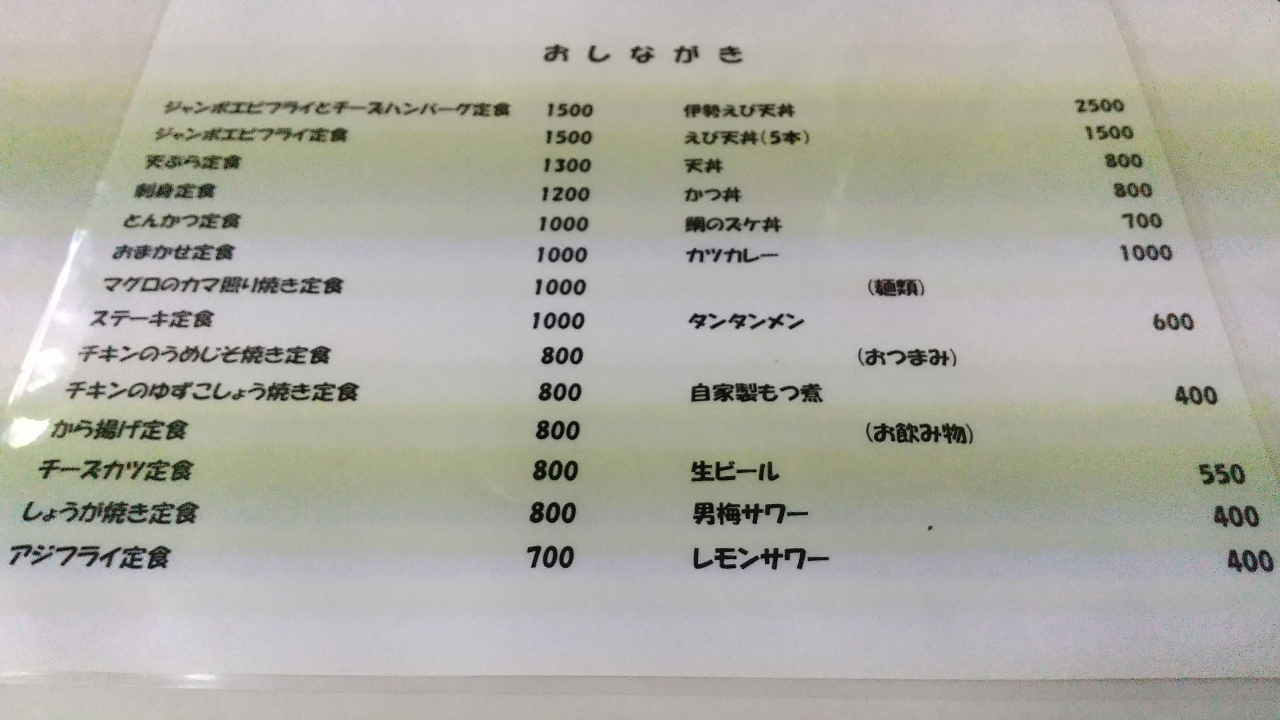 おしながき
ジャンボエビフライとチーズハンバーグ定食 1500
ジャンボエビフライ定食 1500
天ぷら定食 1300
刺身定食 1200
とんかつ定食 1000
おまかせ定食 1000
マグロのカマ照り焼き定食 1000
ステーキ定食 1000
チキンのうめじそ焼き定食 800
チキンのゆずこしょう焼き定食 800
から揚げ定食 800
チーズカツ定食 800
しょうが焼き定食 800
アジフライ定食 700
伊勢えび天丼 2500
えび天丼(5本) 1500
天丼 800
かつ丼 800
鯛のズケ丼 700
カツカレー 1000
(麺類)
タンタンメン 600
(おつまみ)
自家製もつ煮 400
(お飲み物)
生ビール 550
男梅サワー 400
レモンサワー 400